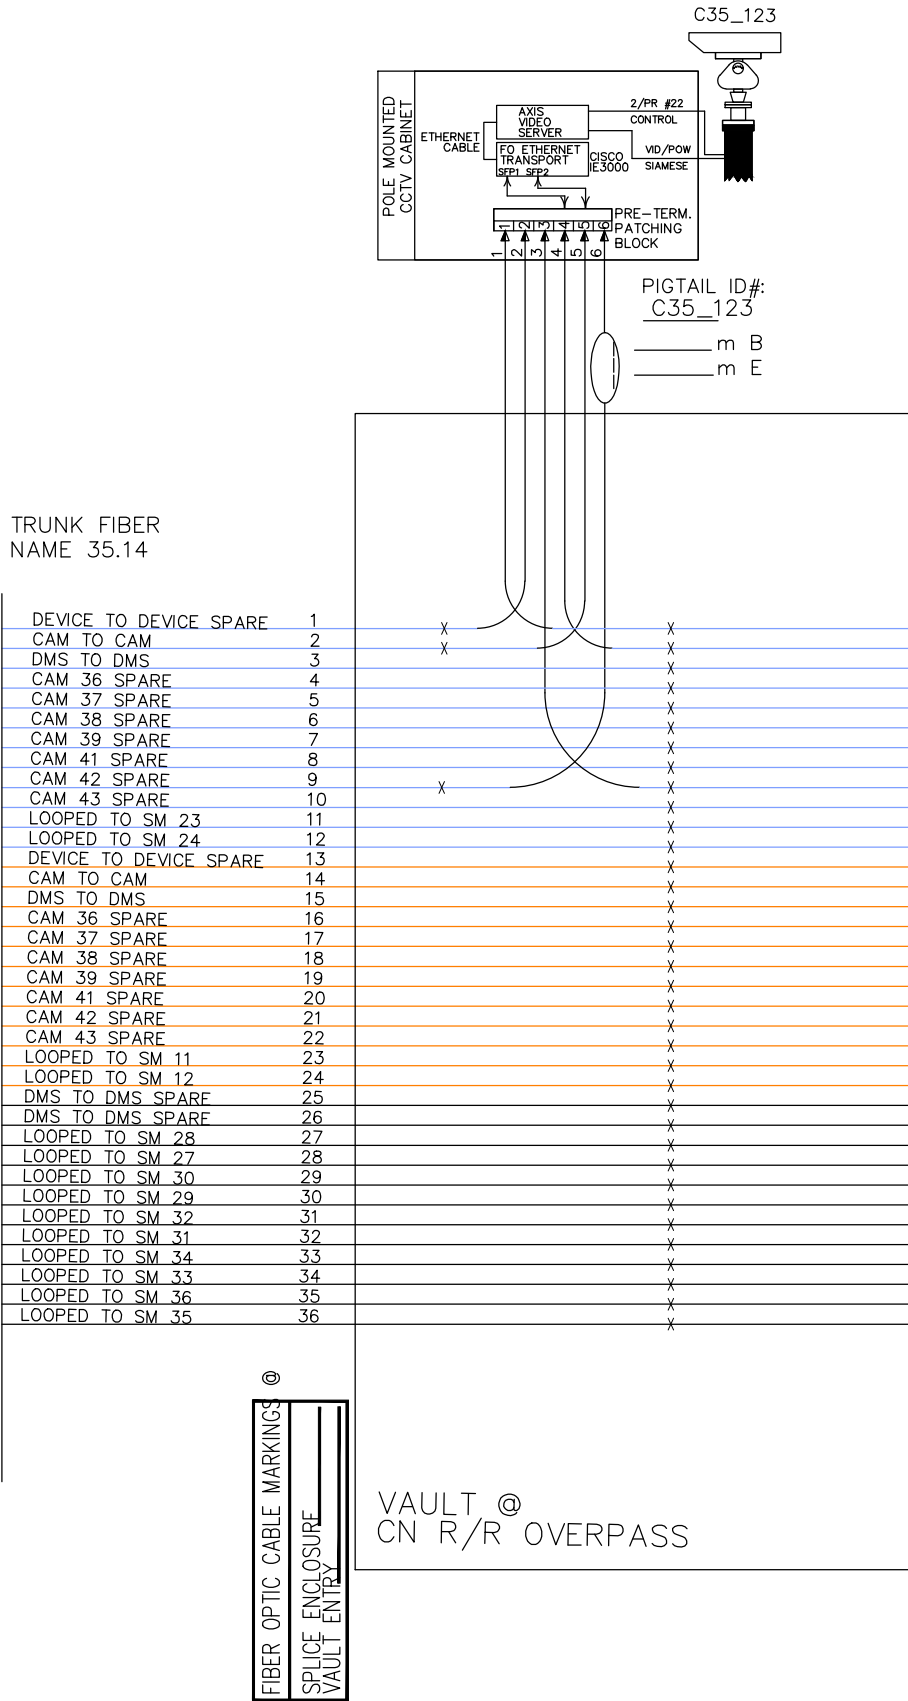 C35_123
POLE MOUNTED
CCTV CABINET
ETHERNET
CABLE
AXIS
VIDEO
SERVER
FO ETHERNET
TRANSPORT
SFP1 SFP2
CISCO
IE3000
2/PR #22
CONTROL
VID/POW
SIAMESE
1 2 3 4 5 6
PRE-TERM.
PATCHING
BLOCK
1 2 3 4 5 6
PIGTAIL ID#:
C35_123
m B
m E
TRUNK FIBER
NAME 35.14
DEVICE TO DEVICE SPARE 1
CAM TO CAM 2
DMS TO DMS 3
CAM 36 SPARE 4
CAM 37 SPARE 5
CAM 38 SPARE 6
CAM 39 SPARE 7
CAM 41 SPARE 8
CAM 42 SPARE 9
CAM 43 SPARE 10
LOOPED TO SM 23 11
LOOPED TO SM 24 12
DEVICE TO DEVICE SPARE 13
CAM TO CAM 14
DMS TO DMS 15
CAM 36 SPARE 16
CAM 37 SPARE 17
CAM 38 SPARE 18
CAM 39 SPARE 19
CAM 41 SPARE 20
CAM 42 SPARE 21
CAM 43 SPARE 22
LOOPED TO SM 11 23
LOOPED TO SM 12 24
DMS TO DMS SPARE 25
DMS TO DMS SPARE 26
LOOPED TO SM 28 27
LOOPED TO SM 27 28
LOOPED TO SM 30 29
LOOPED TO SM 29 30
LOOPED TO SM 32 31
LOOPED TO SM 31 32
LOOPED TO SM 34 33
LOOPED TO SM 33 34
LOOPED TO SM 36 35
LOOPED TO SM 35 36
FIBER OPTIC CABLE MARKINGS @
SPLICE ENCLOSURE
VAULT ENTRY
VAULT @
CN R/R OVERPASS